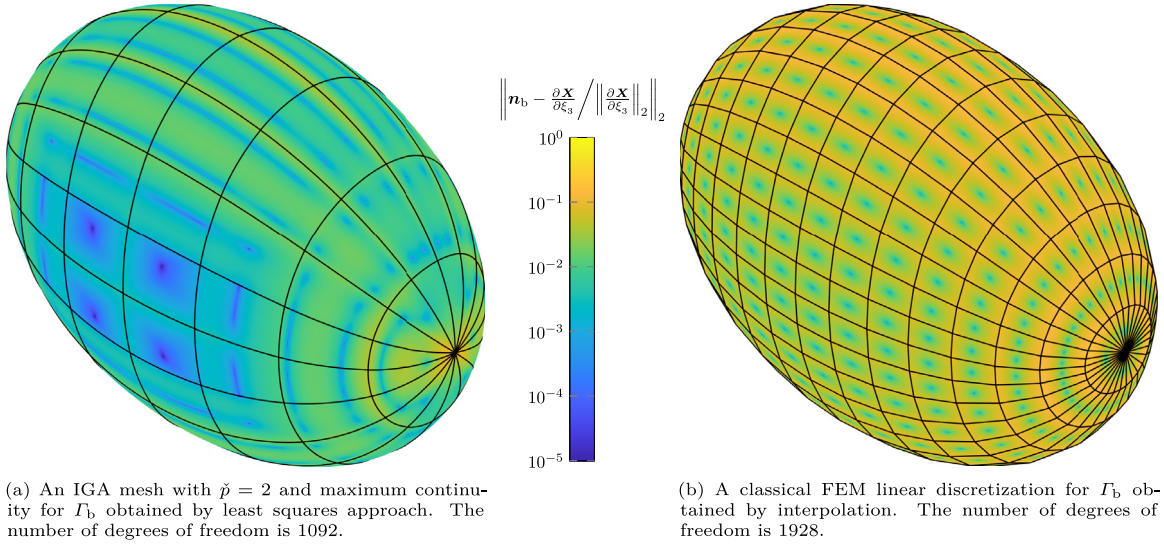 ‖n_b − ∂X/∂ξ_3 / ‖∂X/∂ξ_3‖_2‖_2
10^0
10^−1
10^−2
10^−3
10^−4
10^−5
(a) An IGA mesh with p̌ = 2 and maximum continu-
ity for Γ_b obtained by least squares approach. The
number of degrees of freedom is 1092.
(b) A classical FEM linear discretization for Γ_b ob-
tained by interpolation. The number of degrees of
freedom is 1928.